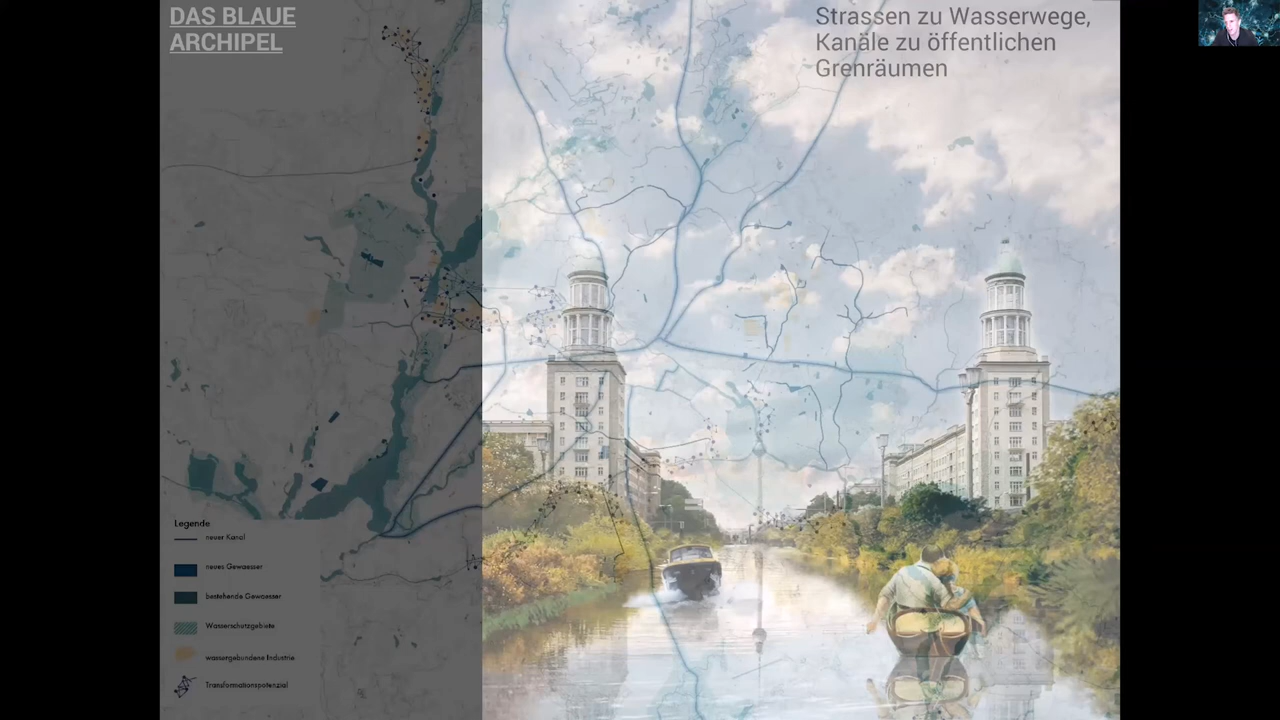 DAS BLAUE
ARCHIPEL
Strassen zu Wasserwege,
Kanäle zu öffentlichen
Grenräumen
Legende
neuer Kanal
neues Gewaesser
bestehende Gewaesser
Wasserschutzgebiete
wassergebundene Industrie
Transformationspotenzial